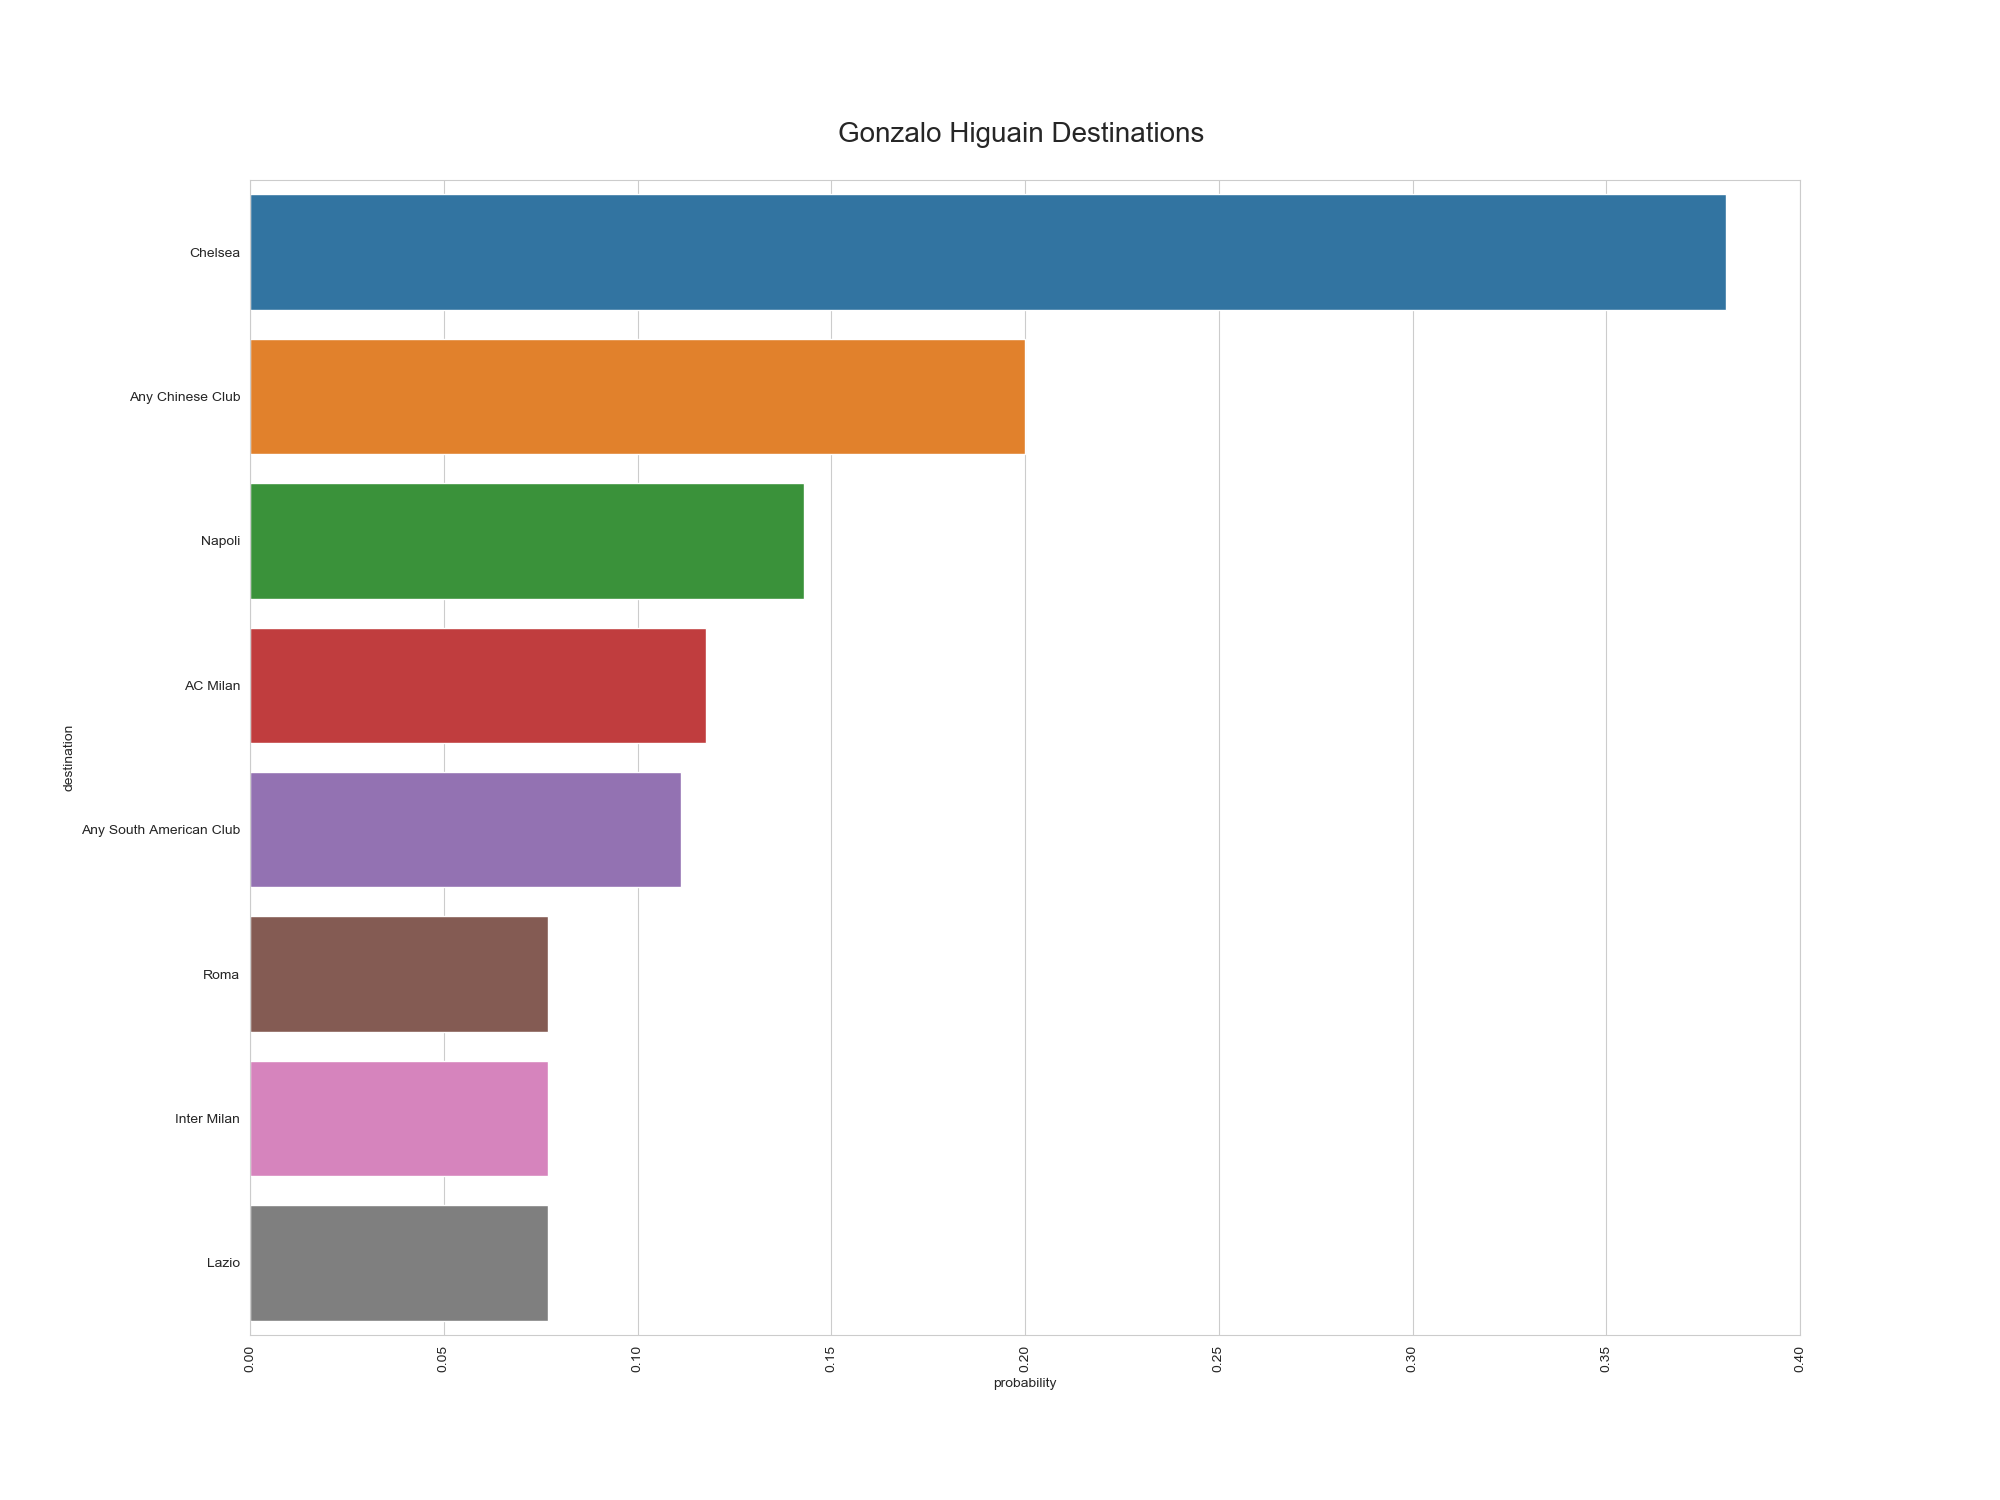 Gonzalo Higuain Destinations
destination
Chelsea
Any Chinese Club
Napoli
AC Milan
Any South American Club
Roma
Inter Milan
Lazio
0.00
0.05
0.10
0.15
0.20
0.25
0.30
0.35
0.40
probability